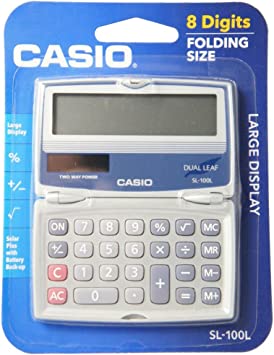 CASIO
8 Digits
FOLDING
SIZE
LARGE DISPLAY
Large
Display
%
+/−
√
Solar
Plus with
Battery
Back-up
TWO WAY POWER
DUAL LEAF
CASIO
SL-100L
ON 7 8 9 % √ MC
+/− 4 5 6 × ÷ MR
C 1 2 3 + − M−
AC 0 · = M+
SL-100L